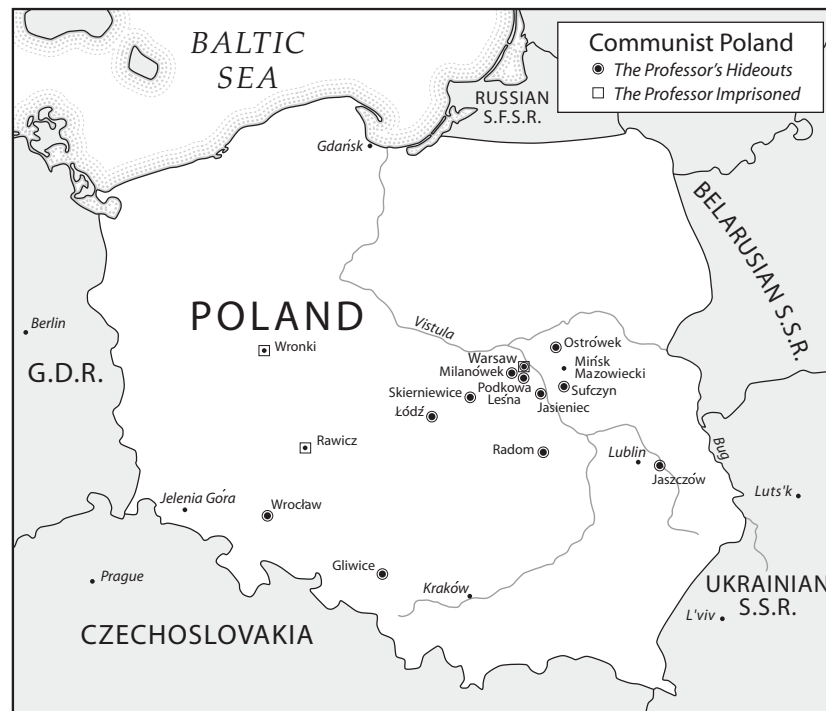 BALTIC
SEA
Communist Poland
The Professor's Hideouts
The Professor Imprisoned
RUSSIAN
S.F.S.R.
Gdańsk
BELARUSIAN S.S.R.
POLAND
Vistula
Berlin
G.D.R.
Wronki
Ostrówek
Warsaw
Mińsk
Mazowiecki
Milanówek
Podkowa
Leśna
Sufczyn
Skierniewice
Jasieniec
Łódź
Rawicz
Radom
Lublin
Bug
Jaszczów
Luts'k
Jelenia Góra
Wrocław
Gliwice
Prague
Kraków
UKRAINIAN
S.S.R.
L'viv
CZECHOSLOVAKIA